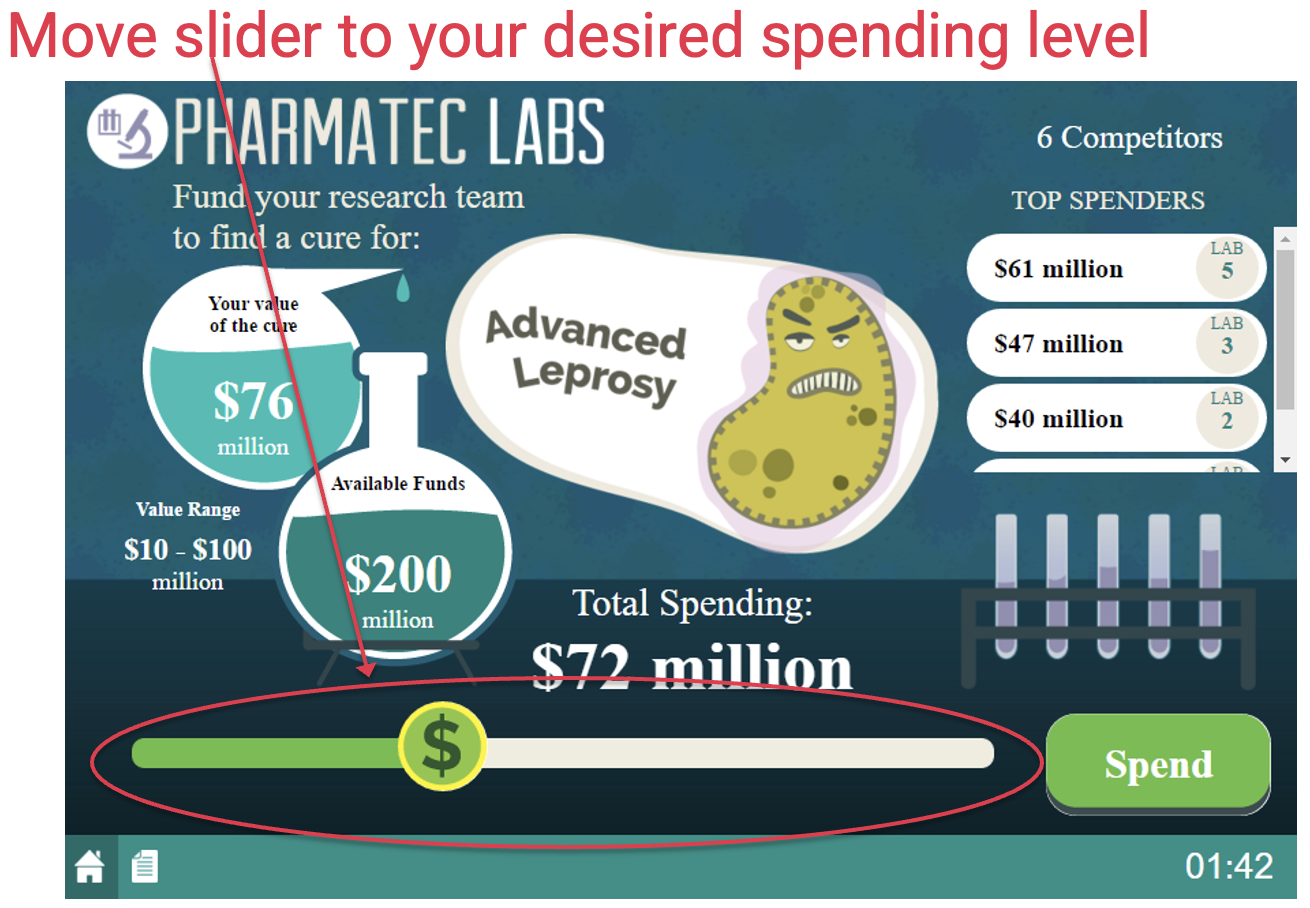 Move slider to your desired spending level
PHARMATEC LABS
Fund your research team
to find a cure for:
6 Competitors
TOP SPENDERS
$61 million
LAB
5
$47 million
LAB
3
$40 million
LAB
2
LAB
Your value
of the cure
$76
million
Advanced
Leprosy
Available Funds
$200
million
Value Range
$10 - $100
million
Total Spending:
$72 million
$
Spend
01:42